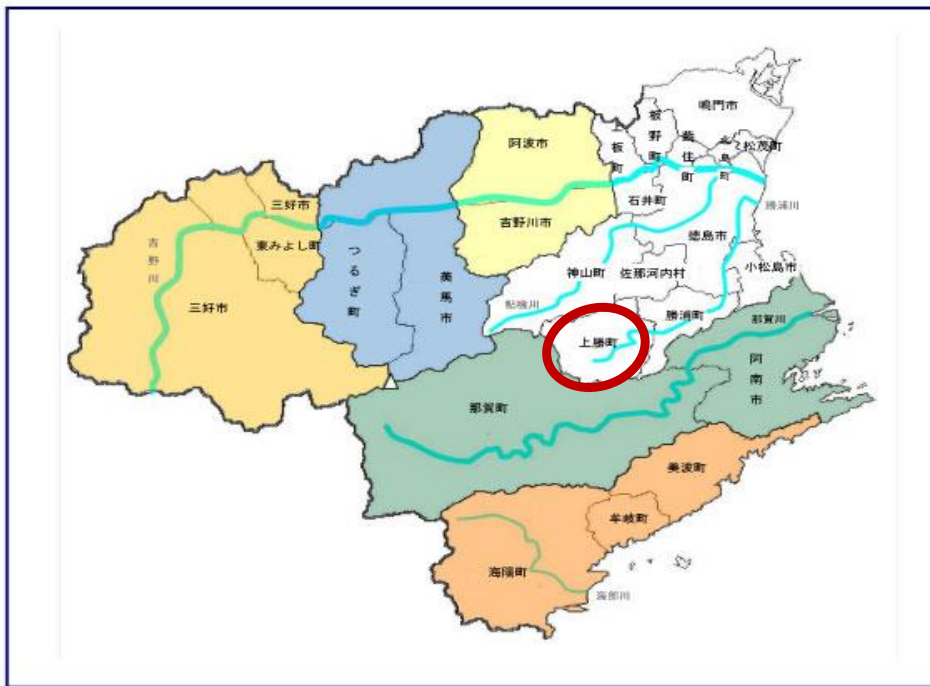 鳴門市
上板町
板野町
藍住町
北島町
松茂町
阿波市
石井町
勝浦川
吉野川市
徳島市
三好市
東みよし町
吉野川
つるぎ町
美馬市
神山町
佐那河内村
小松島市
三好市
鮎喰川
上勝町
勝浦町
那賀川
阿南市
那賀町
美波町
牟岐町
海陽町
海部川